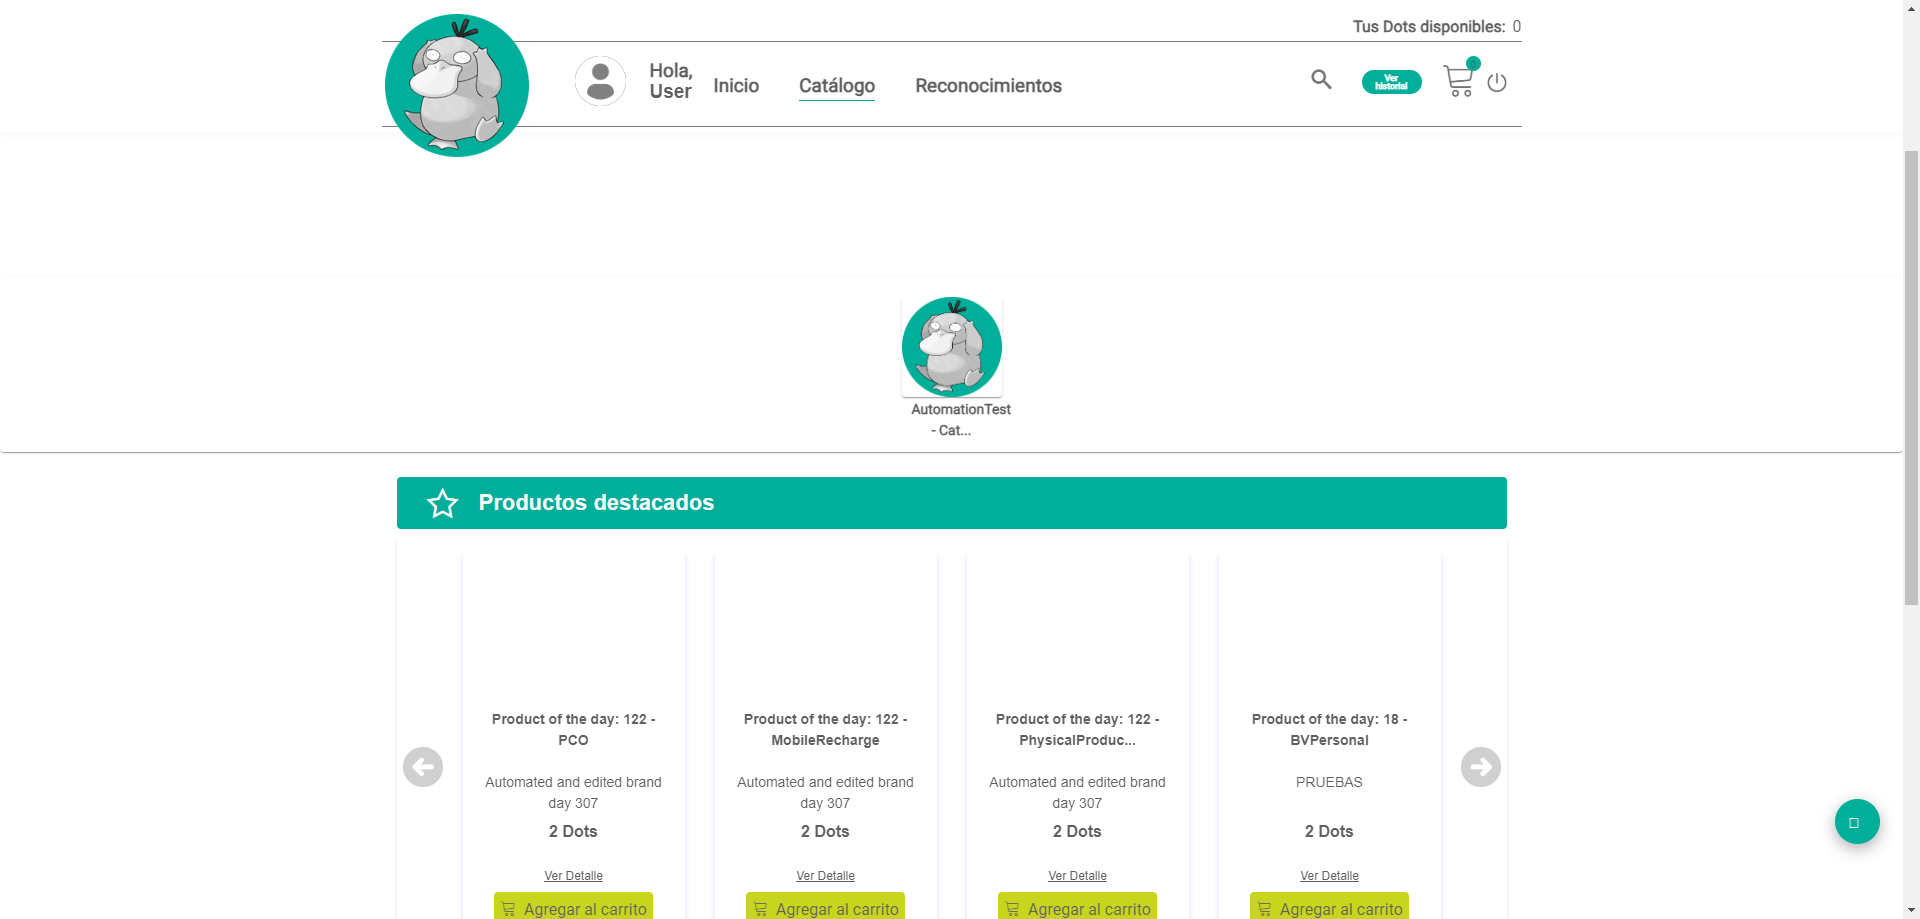 Tus Dots disponibles: 0
Hola,
User
Inicio
Catálogo
Reconocimientos
Ver
historial
AutomationTest
- Cat...
Productos destacados
Product of the day: 122 -
PCO
Automated and edited brand
day 307
2 Dots
Ver Detalle
Agregar al carrito
Product of the day: 122 -
MobileRecharge
Automated and edited brand
day 307
2 Dots
Ver Detalle
Agregar al carrito
Product of the day: 122 -
PhysicalProduc...
Automated and edited brand
day 307
2 Dots
Ver Detalle
Agregar al carrito
Product of the day: 18 -
BVPersonal
PRUEBAS
2 Dots
Ver Detalle
Agregar al carrito